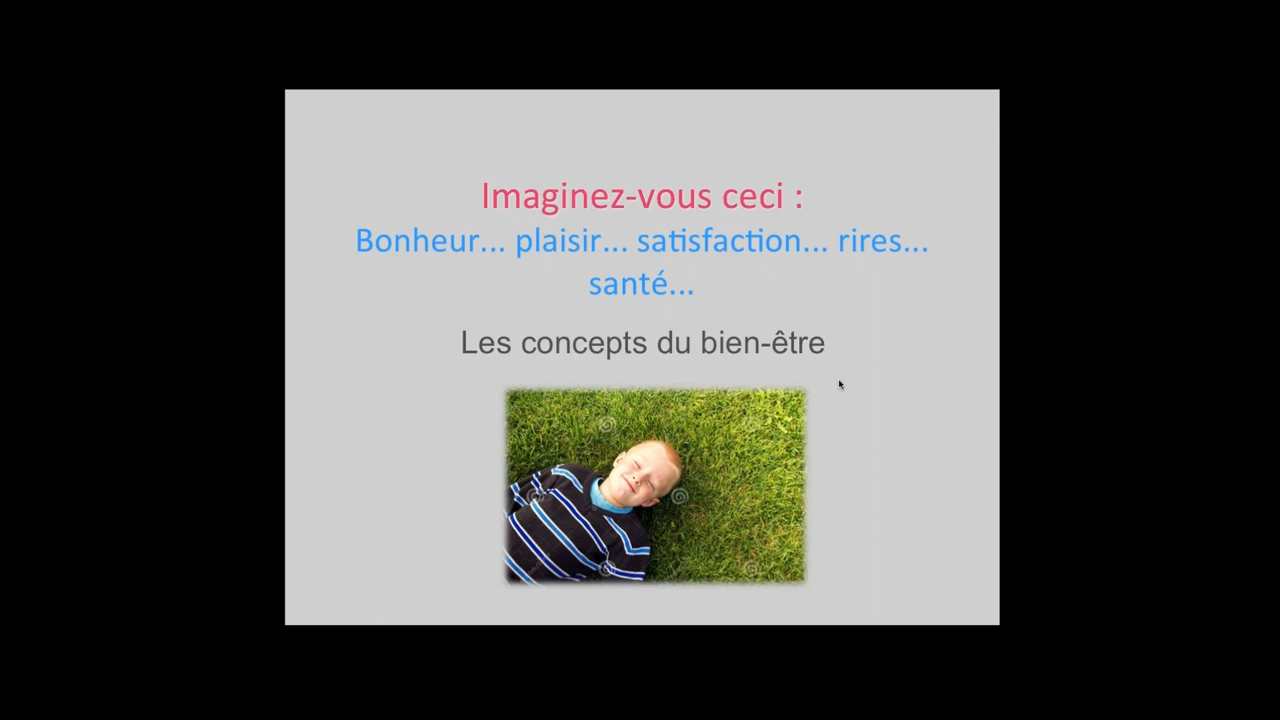 Imaginez-vous ceci :
Bonheur... plaisir... satisfaction... rires...
santé...
Les concepts du bien-être